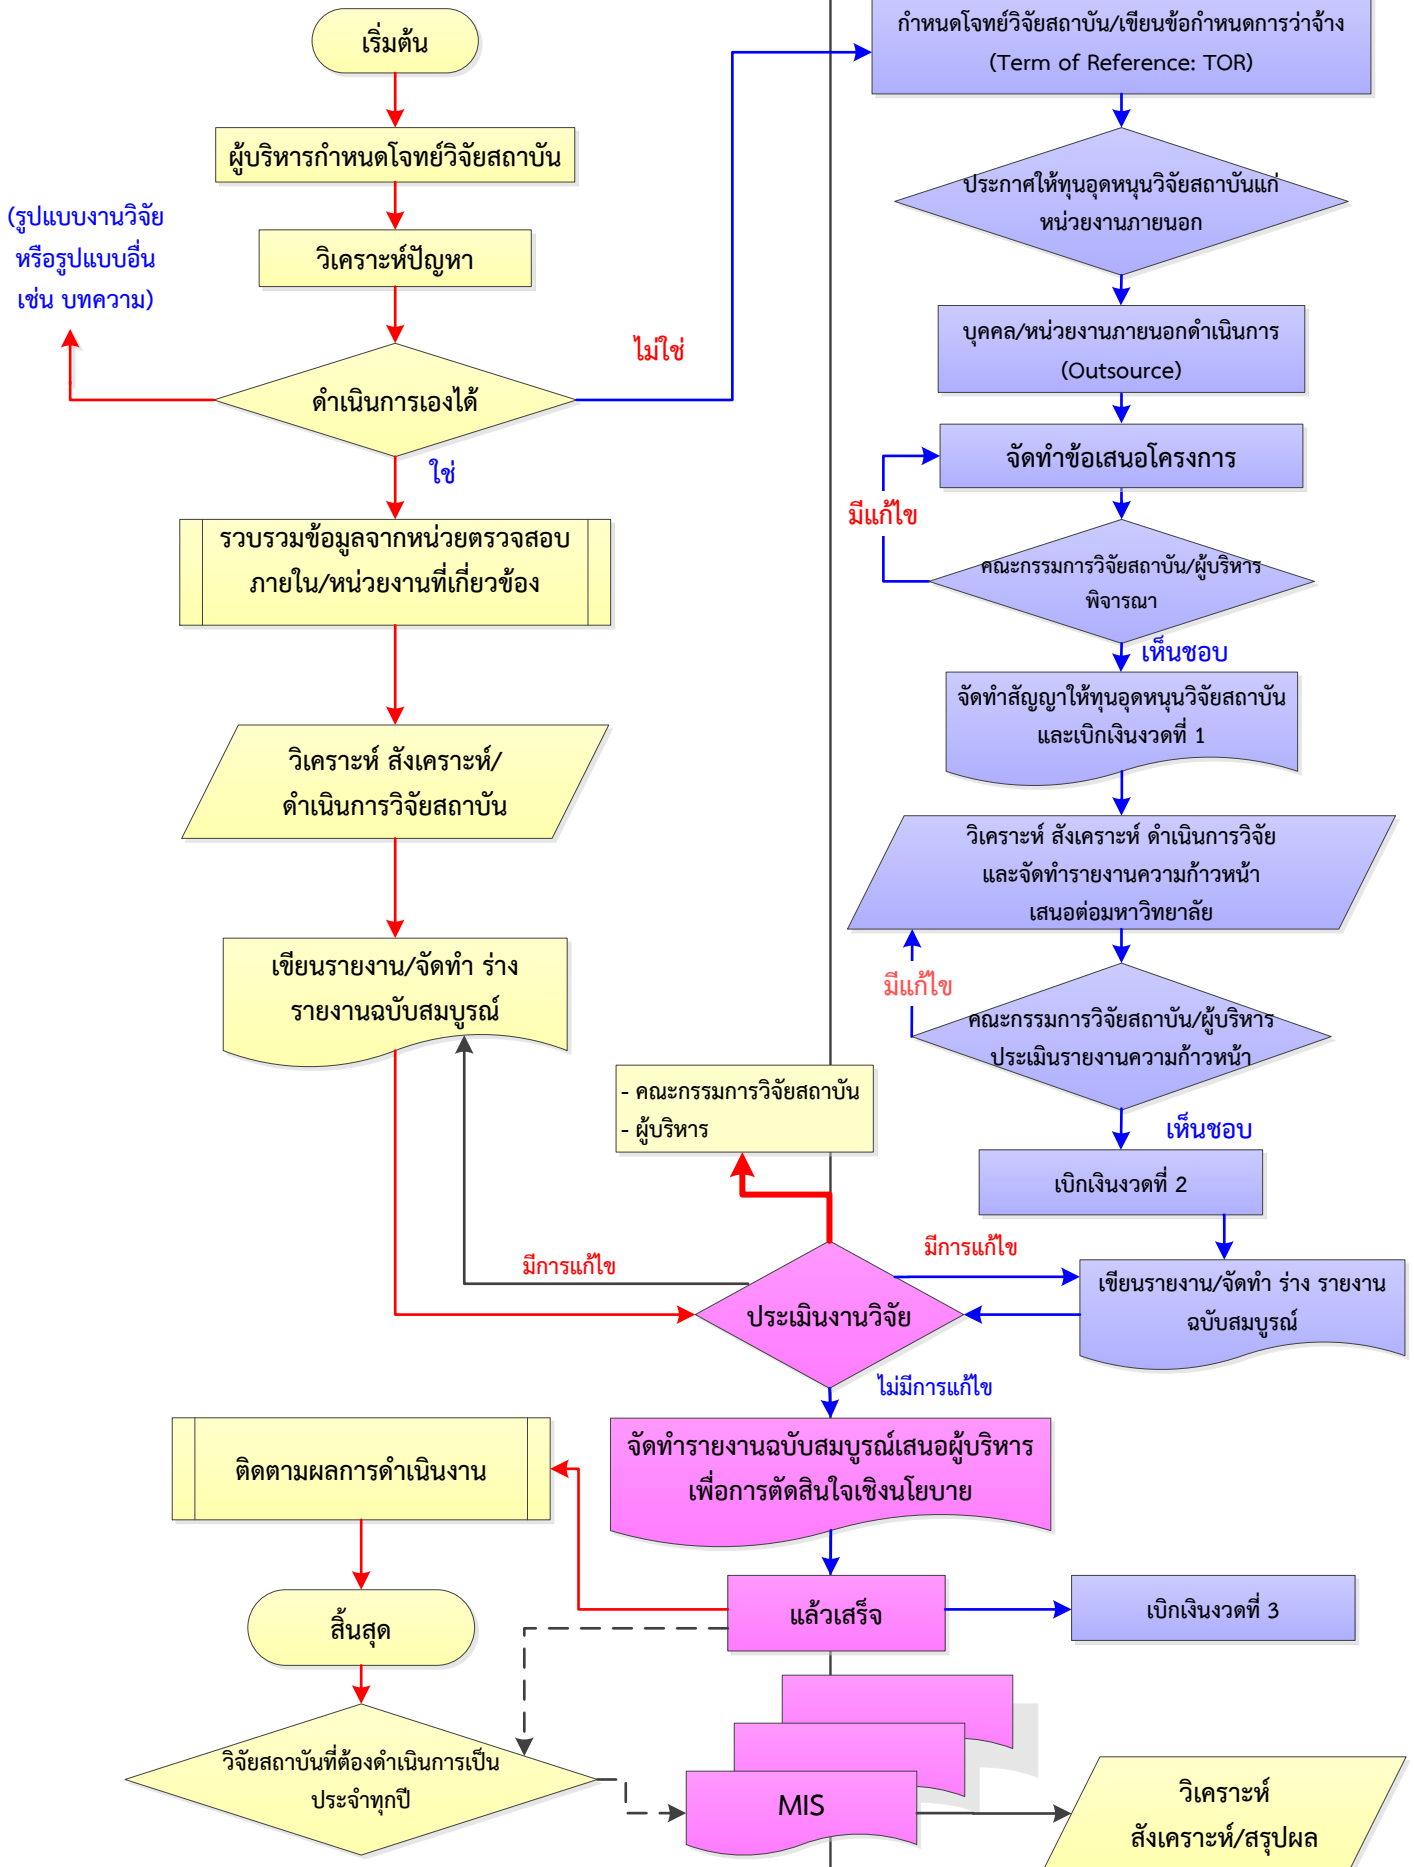 เริ่มต้น
ผู้บริหารกำหนดโจทย์วิจัยสถาบัน
(รูปแบบงานวิจัย
หรือรูปแบบอื่น
เช่น บทความ)
วิเคราะห์ปัญหา
ไม่ใช่
ดำเนินการเองได้
ใช่
รวบรวมข้อมูลจากหน่วยตรวจสอบ
ภายใน/หน่วยงานที่เกี่ยวข้อง
วิเคราะห์ สังเคราะห์/
ดำเนินการวิจัยสถาบัน
เขียนรายงาน/จัดทำ ร่าง
รายงานฉบับสมบูรณ์
กำหนดโจทย์วิจัยสถาบัน/เขียนข้อกำหนดการว่าจ้าง
(Term of Reference: TOR)
ประกาศให้ทุนอุดหนุนวิจัยสถาบันแก่
หน่วยงานภายนอก
บุคคล/หน่วยงานภายนอกดำเนินการ
(Outsource)
จัดทำข้อเสนอโครงการ
มีแก้ไข
คณะกรรมการวิจัยสถาบัน/ผู้บริหาร
พิจารณา
เห็นชอบ
จัดทำสัญญาให้ทุนอุดหนุนวิจัยสถาบัน
และเบิกเงินงวดที่ 1
วิเคราะห์ สังเคราะห์ ดำเนินการวิจัย
และจัดทำรายงานความก้าวหน้า
เสนอต่อมหาวิทยาลัย
มีแก้ไข
คณะกรรมการวิจัยสถาบัน/ผู้บริหาร
ประเมินรายงานความก้าวหน้า
เห็นชอบ
เบิกเงินงวดที่ 2
เขียนรายงาน/จัดทำ ร่าง รายงาน
ฉบับสมบูรณ์
- คณะกรรมการวิจัยสถาบัน
- ผู้บริหาร
มีการแก้ไข
มีการแก้ไข
ประเมินงานวิจัย
ไม่มีการแก้ไข
จัดทำรายงานฉบับสมบูรณ์เสนอผู้บริหาร
เพื่อการตัดสินใจเชิงนโยบาย
ติดตามผลการดำเนินงาน
แล้วเสร็จ
เบิกเงินงวดที่ 3
สิ้นสุด
วิจัยสถาบันที่ต้องดำเนินการเป็น
ประจำทุกปี
MIS
วิเคราะห์
สังเคราะห์/สรุปผล